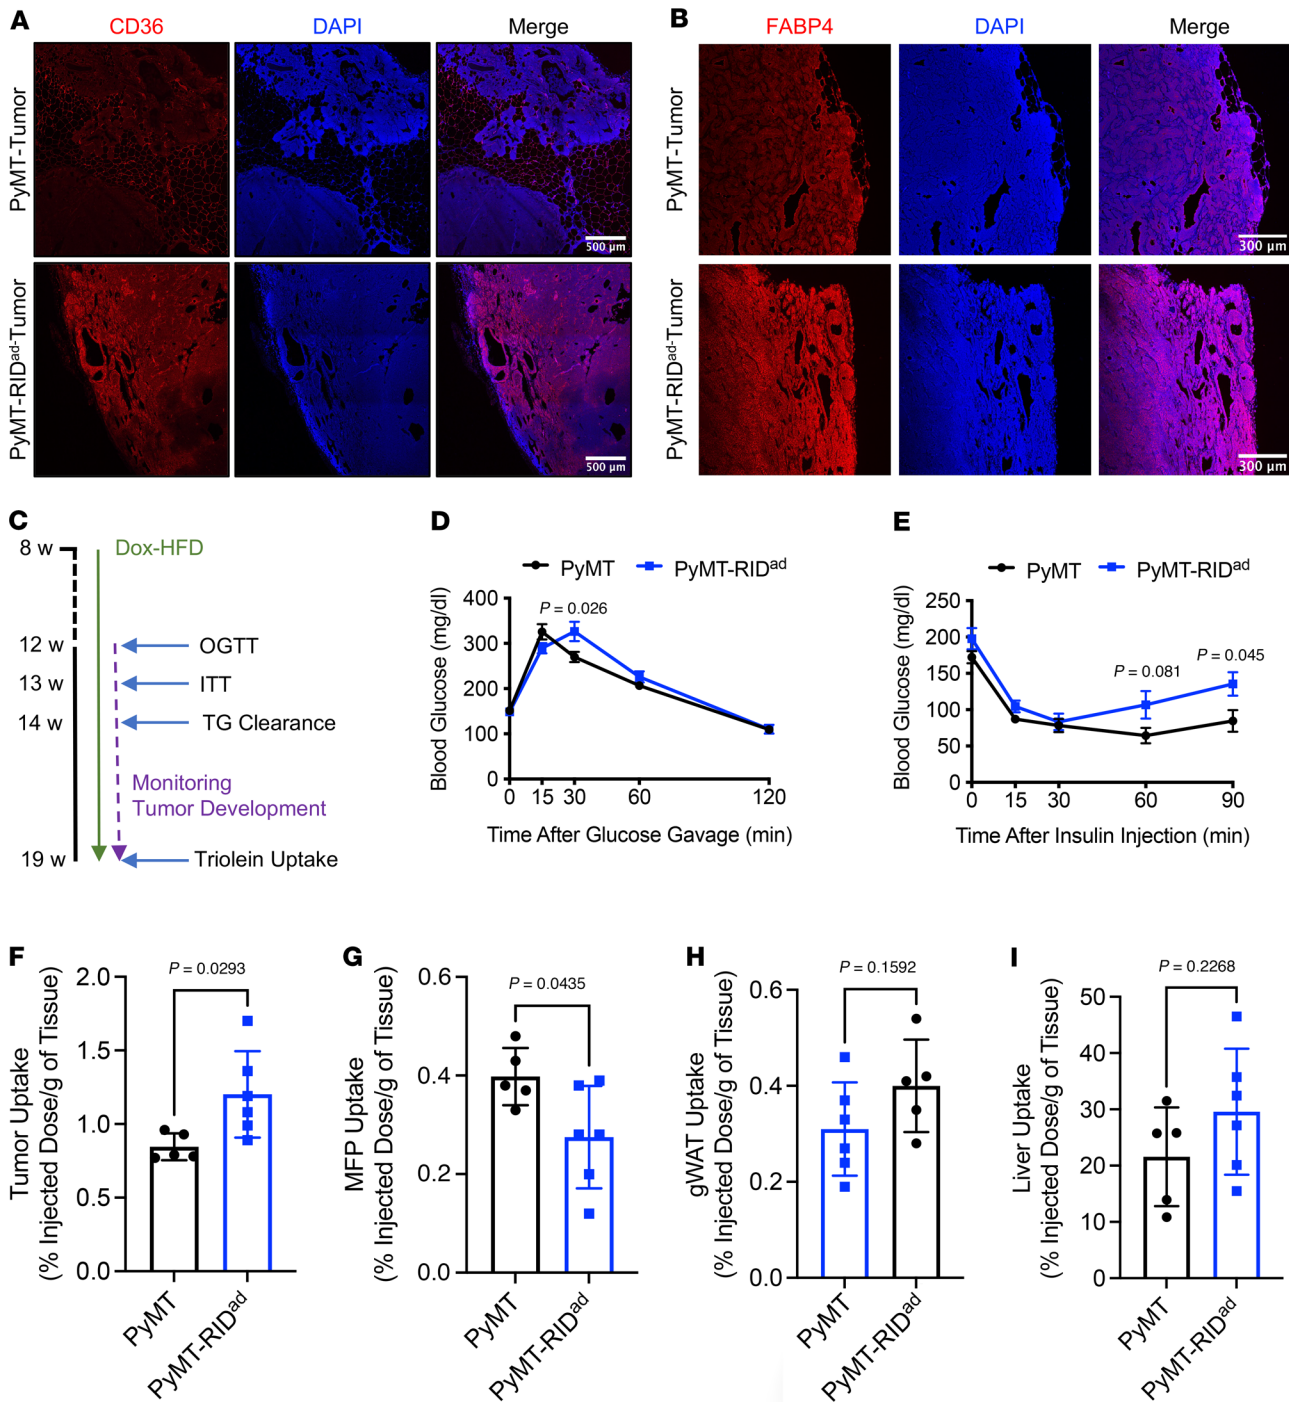 A
CD36
DAPI
Merge
PyMT-Tumor
500 µm
PyMT-RIDad-Tumor
500 µm
B
FABP4
DAPI
Merge
PyMT-Tumor
300 µm
PyMT-RIDad-Tumor
300 µm
C
8 w
Dox-HFD
12 w
OGTT
13 w
ITT
14 w
TG Clearance
Monitoring
Tumor Development
19 w
Triolein Uptake
D
PyMT
PyMT-RIDad
Blood Glucose (mg/dl)
400
300
200
100
0
P = 0.026
0 15 30 60 120
Time After Glucose Gavage (min)
E
PyMT
PyMT-RIDad
Blood Glucose (mg/dl)
250
200
150
100
50
0
P = 0.081
P = 0.045
0 15 30 60 90
Time After Insulin Injection (min)
F
Tumor Uptake
(% Injected Dose/g of Tissue)
2.0
1.5
1.0
0.5
0.0
P = 0.0293
PyMT
PyMT-RIDad
G
MFP Uptake
(% Injected Dose/g of Tissue)
0.6
0.4
0.2
0.0
P = 0.0435
PyMT
PyMT-RIDad
H
gWAT Uptake
(% Injected Dose/g of Tissue)
0.6
0.4
0.2
0.0
P = 0.1592
PyMT
PyMT-RIDad
I
Liver Uptake
(% Injected Dose/g of Tissue)
50
40
30
20
10
0
P = 0.2268
PyMT
PyMT-RIDad